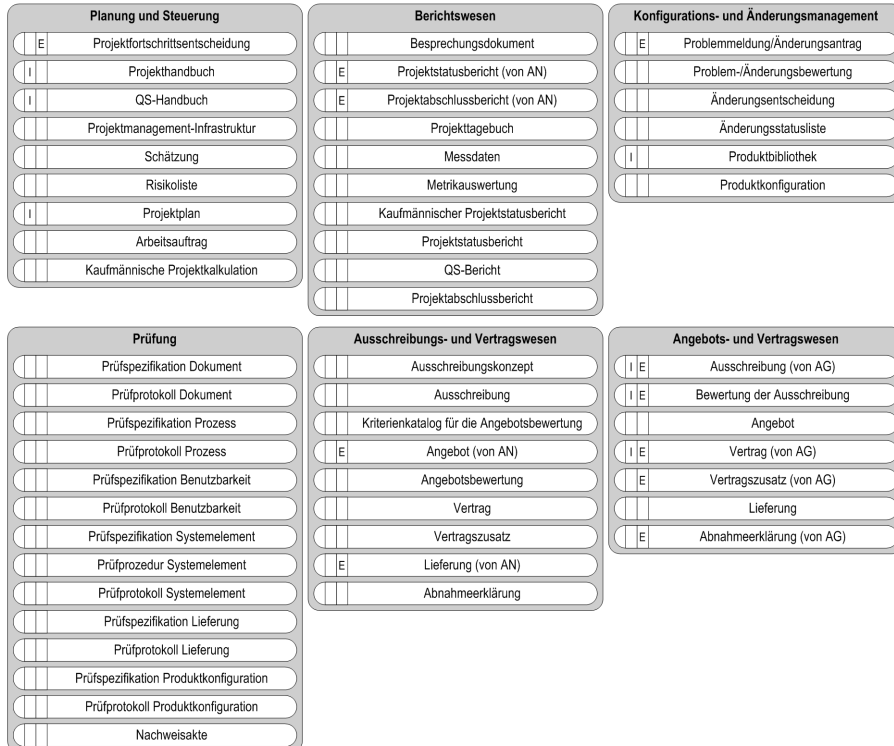 Planung und Steuerung
E Projektfortschrittsentscheidung
I Projekthandbuch
I QS-Handbuch
Projektmanagement-Infrastruktur
Schätzung
Risikoliste
I Projektplan
Arbeitsauftrag
Kaufmännische Projektkalkulation
Berichtswesen
Besprechungsdokument
E Projektstatusbericht (von AN)
E Projektabschlussbericht (von AN)
Projekttagebuch
Messdaten
Metrikauswertung
Kaufmännischer Projektstatusbericht
Projektstatusbericht
QS-Bericht
Projektabschlussbericht
Konfigurations- und Änderungsmanagement
E Problemmeldung/Änderungsantrag
Problem-/Änderungsbewertung
Änderungsentscheidung
Änderungsstatusliste
I Produktbibliothek
Produktkonfiguration
Prüfung
Prüfspezifikation Dokument
Prüfprotokoll Dokument
Prüfspezifikation Prozess
Prüfprotokoll Prozess
Prüfspezifikation Benutzbarkeit
Prüfprotokoll Benutzbarkeit
Prüfspezifikation Systemelement
Prüfprozedur Systemelement
Prüfprotokoll Systemelement
Prüfspezifikation Lieferung
Prüfprotokoll Lieferung
Prüfspezifikation Produktkonfiguration
Prüfprotokoll Produktkonfiguration
Nachweisakte
Ausschreibungs- und Vertragswesen
Ausschreibungskonzept
Ausschreibung
Kriterienkatalog für die Angebotsbewertung
E Angebot (von AN)
Angebotsbewertung
Vertrag
Vertragszusatz
E Lieferung (von AN)
Abnahmeerklärung
Angebots- und Vertragswesen
I E Ausschreibung (von AG)
I E Bewertung der Ausschreibung
Angebot
I E Vertrag (von AG)
E Vertragszusatz (von AG)
Lieferung
E Abnahmeerklärung (von AG)